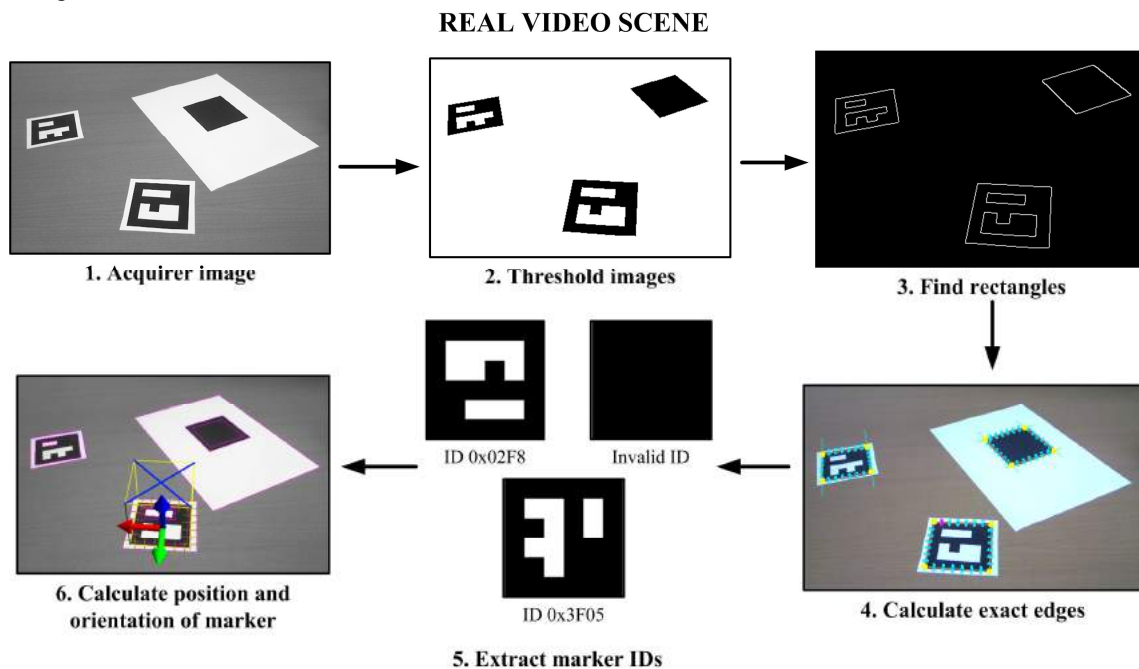 REAL VIDEO SCENE
1. Acquirer image
2. Threshold images
3. Find rectangles
4. Calculate exact edges
ID 0x02F8
Invalid ID
ID 0x3F05
5. Extract marker IDs
6. Calculate position and
orientation of marker